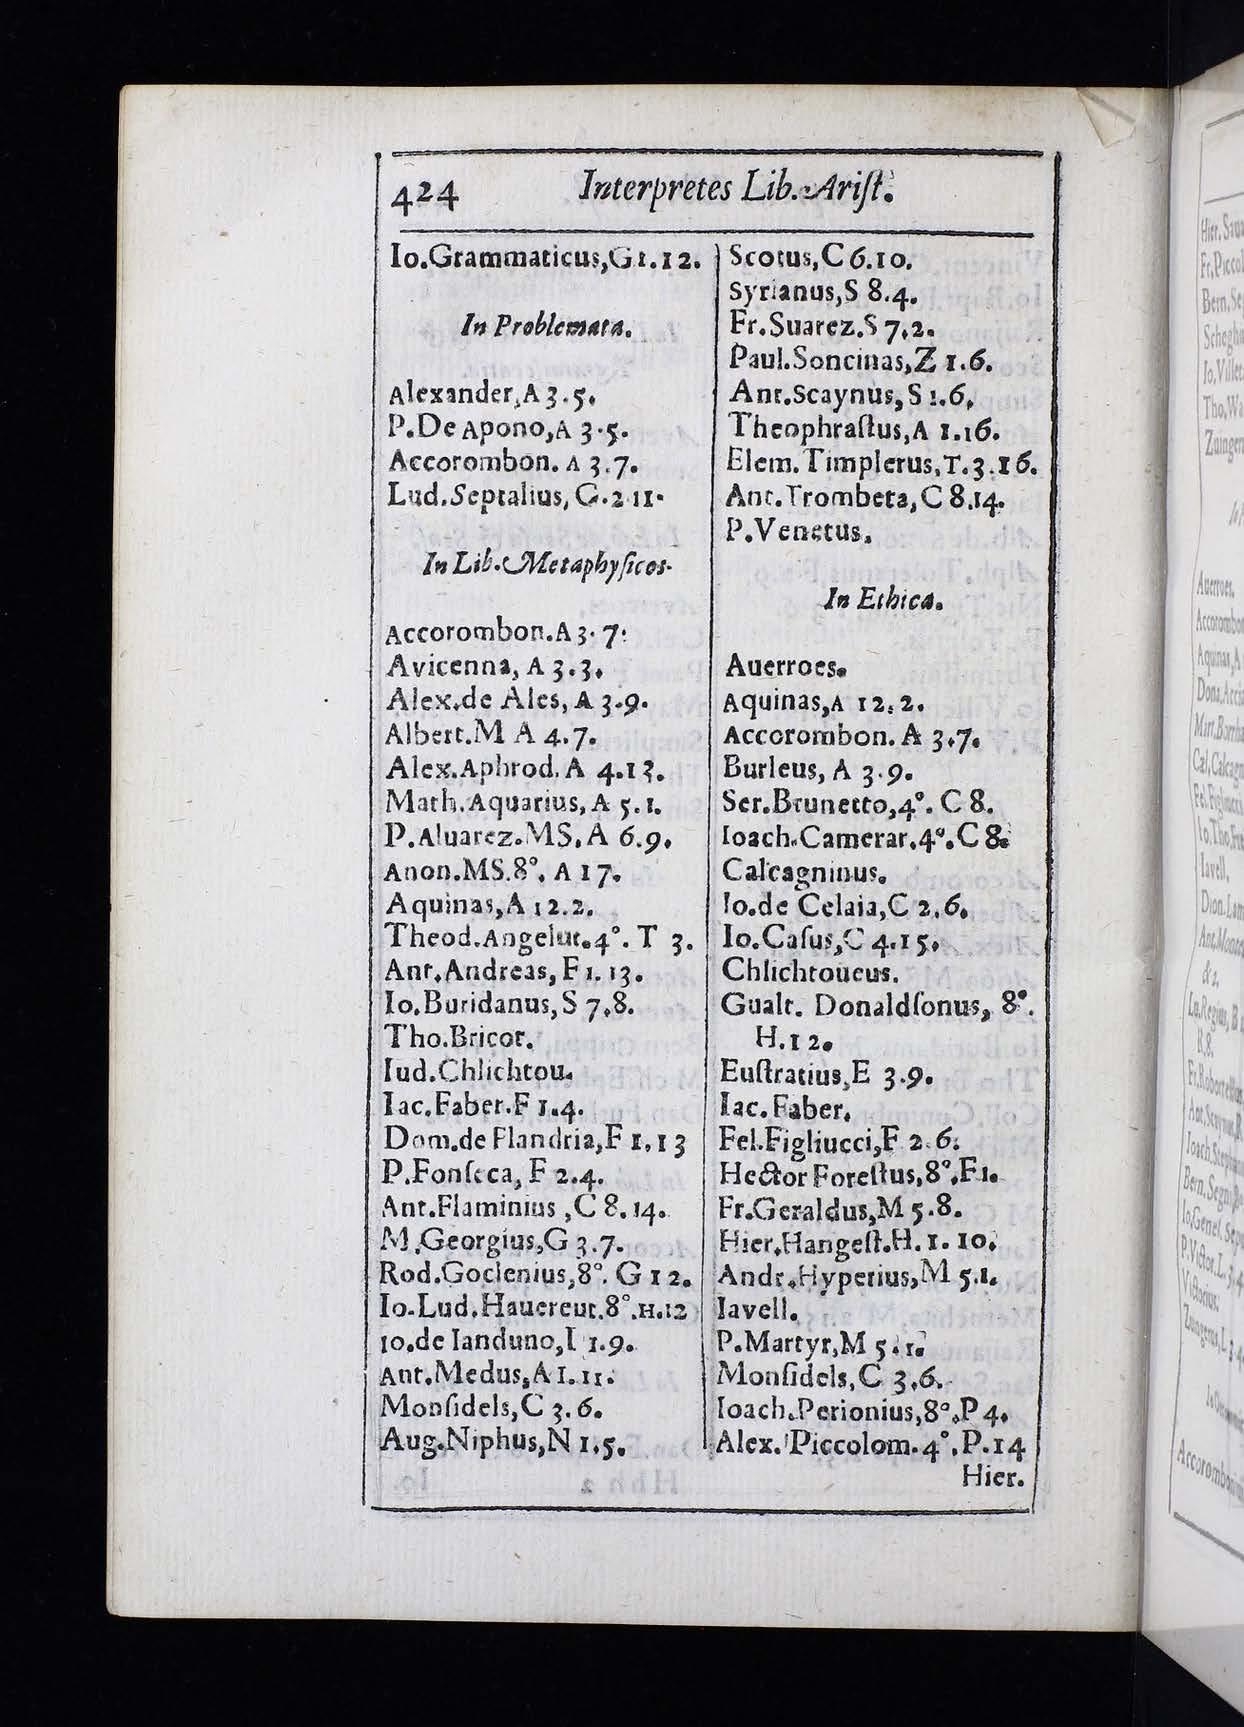 424 Interpretes Lib. Ariſt.
Io.Grammaticus,G1.12.
In Problemata.
Alexander,A 3.5.
P.De Apono,A 3.5.
Accorombon. A 3.7.
Lud.Septalius, G.2 11.
In Lib. Metaphyſicos.
Accorombon.A 3. 7.
Avicenna, A 3.3.
Alex.de Ales, A 3.9.
Albert.M A 4.7.
Alex.Aphrod. A 4.13.
Math.Aquarius, A 5.1.
P.Aluarez.MS.A 6.9.
Anon.MS.8°. A 17.
Aquinas,A 12.2.
Theod.Angelut.4°. T 3.
Ant.Andreas, F 1. 13.
Io.Buridanus,S 7.8.
Tho.Bricot.
Iud.Chlichtou.
Iac.Faber.F 1.4.
Dom.de Flandria,F 1.13
P.Fonſeca, F 2.4.
Ant.Flaminius ,C 8.14.
M.Georgius,G 3.7.
Rod.Goclenius,8°. G 1 2.
Io.Lud.Hauereut.8°.H.12
Io.de Ianduno,I 1.9.
Ant.Medus,A 1.11.
Monſidels,C 3.6.
Aug.Niphus,N 1.5.
Scotus,C 6.10.
Syrianus,S 8.4.
Fr.Suarez.S 7.2.
Paul.Soncinas,Z 1.6.
Ant.Scaynus, S 1.6.
Theophraſtus,A 1.16.
Elem.Timplerus,T.3.16.
Ant.Trombeta, C 8.14.
P.Venetus.
In Ethica.
Auerroes.
Aquinas,A 12.2.
Accorombon. A 3.7.
Burleus, A 3.9.
Ser.Brunetto,4°. C 8.
Ioach.Camerar.4°.C 8.
Calcagninus.
Io.de Celaia,C 2.6.
Io.Caſus,C 4.15.
Chlichtoueus.
Gualt. Donaldſonus, 8°.
H.12.
Euſtratius,E 3.9.
Iac.Faber.
Fel.Figliucci,F 2.6.
Hector Foreſtus,8°.F1.
Fr.Geraldus,M 5.8.
Hier.Hangeſt.H. 1. 10.
Andr.Hyperius,M 5.1.
Iavell.
P.Martyr,M 5.1.
Monſidels, C 3.6.
Ioach.Perionius,8°.P 4.
Alex. Piccolom. 4°.P.14
Hier.
Auerroes.
Iavell.